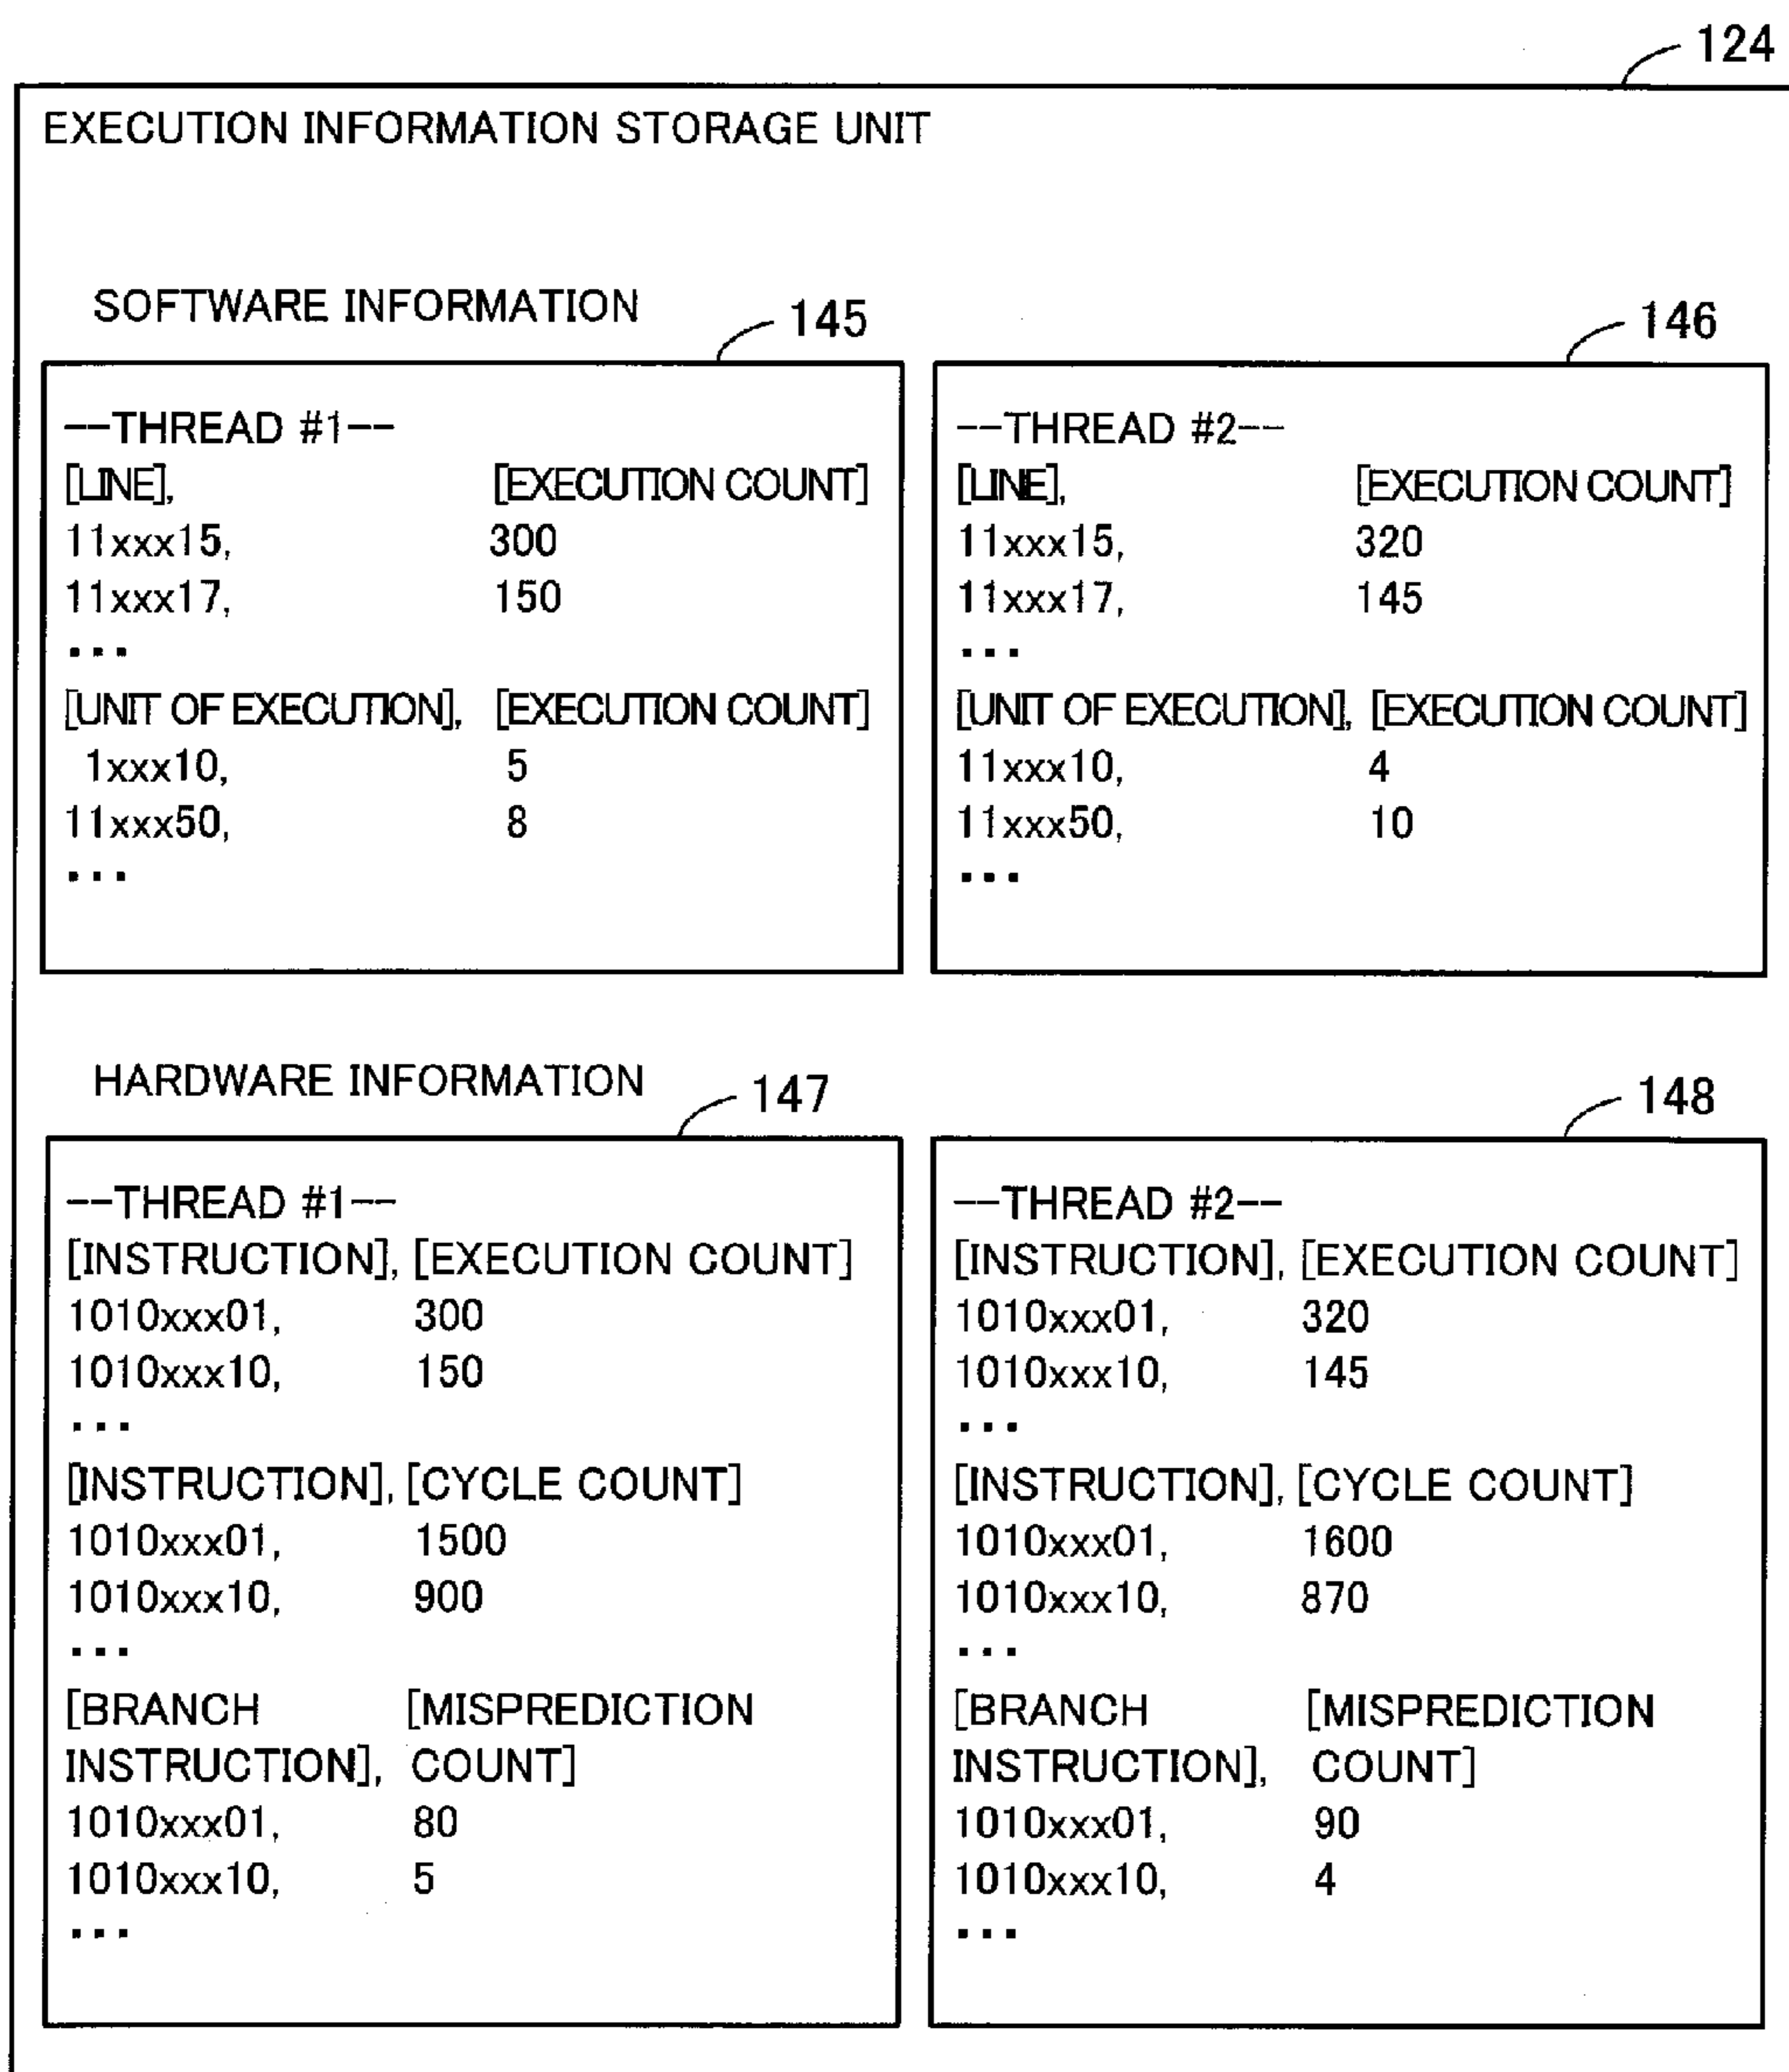 124
EXECUTION INFORMATION STORAGE UNIT
SOFTWARE INFORMATION
145
--THREAD #1--
[LINE], [EXECUTION COUNT]
11xxx15, 300
11xxx17, 150
...
[UNIT OF EXECUTION], [EXECUTION COUNT]
1xxx10, 5
11xxx50, 8
...
146
--THREAD #2--
[LINE], [EXECUTION COUNT]
11xxx15, 320
11xxx17, 145
...
[UNIT OF EXECUTION], [EXECUTION COUNT]
11xxx10, 4
11xxx50, 10
...
HARDWARE INFORMATION
147
--THREAD #1--
[INSTRUCTION], [EXECUTION COUNT]
1010xxx01, 300
1010xxx10, 150
...
[INSTRUCTION], [CYCLE COUNT]
1010xxx01, 1500
1010xxx10, 900
...
[BRANCH [MISPREDICTION
INSTRUCTION], COUNT]
1010xxx01, 80
1010xxx10, 5
...
148
--THREAD #2--
[INSTRUCTION], [EXECUTION COUNT]
1010xxx01, 320
1010xxx10, 145
...
[INSTRUCTION], [CYCLE COUNT]
1010xxx01, 1600
1010xxx10, 870
...
[BRANCH [MISPREDICTION
INSTRUCTION], COUNT]
1010xxx01, 90
1010xxx10, 4
...